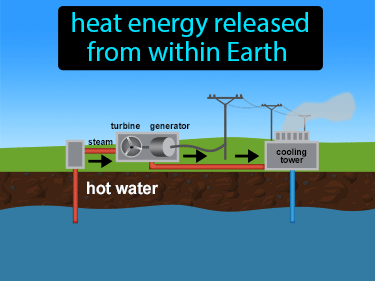 heat energy released
from within Earth
turbine generator
steam
cooling
tower
hot water